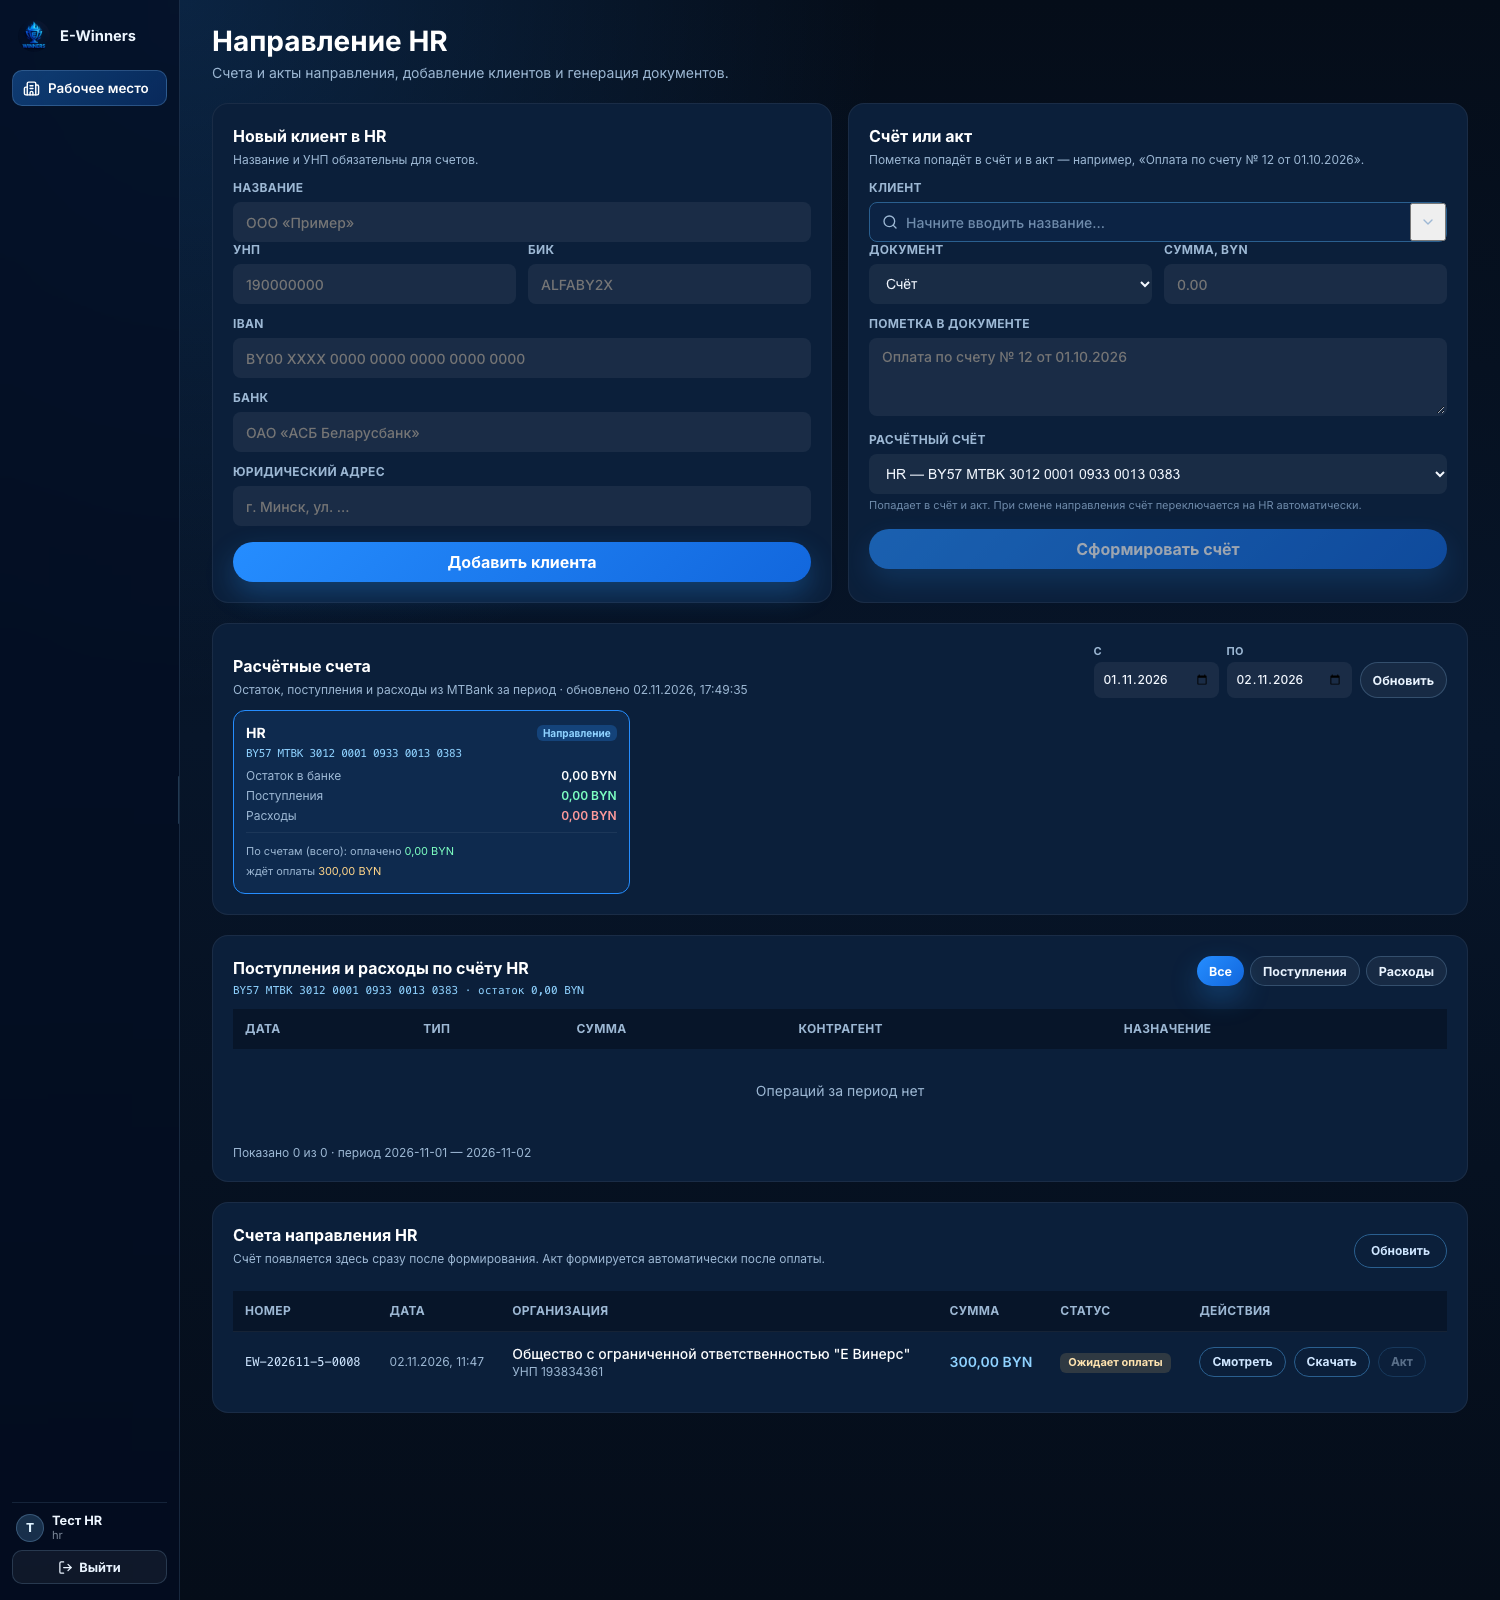 E-Winners
Рабочее место
Направление HR
Счета и акты направления, добавление клиентов и генерация документов.
Новый клиент в HR
Название и УНП обязательны для счетов.
НАЗВАНИЕ
ООО «Пример»
УНП
БИК
190000000
ALFABY2X
IBAN
BY00 XXXX 0000 0000 0000 0000 0000
БАНК
ОАО «АСБ Беларусбанк»
ЮРИДИЧЕСКИЙ АДРЕС
г. Минск, ул. ...
Добавить клиента
Счёт или акт
Пометка попадёт в счёт и в акт — например, «Оплата по счету № 12 от 01.10.2026».
КЛИЕНТ
Начните вводить название...
ДОКУМЕНТ
СУММА, BYN
Счёт
0.00
ПОМЕТКА В ДОКУМЕНТЕ
Оплата по счету № 12 от 01.10.2026
РАСЧЁТНЫЙ СЧЁТ
HR — BY57 MTBK 3012 0001 0933 0013 0383
Попадает в счёт и акт. При смене направления счёт переключается на HR автоматически.
Сформировать счёт
Расчётные счета
Остаток, поступления и расходы из MTBank за период · обновлено 02.11.2026, 17:49:35
С
ПО
01.11.2026
02.11.2026
Обновить
HR
Направление
BY57 MTBK 3012 0001 0933 0013 0383
Остаток в банке
0,00 BYN
Поступления
0,00 BYN
Расходы
0,00 BYN
По счетам (всего): оплачено 0,00 BYN
ждёт оплаты 300,00 BYN
Поступления и расходы по счёту HR
BY57 MTBK 3012 0001 0933 0013 0383 · остаток 0,00 BYN
Все
Поступления
Расходы
ДАТА
ТИП
СУММА
КОНТРАГЕНТ
НАЗНАЧЕНИЕ
Операций за период нет
Показано 0 из 0 · период 2026-11-01 — 2026-11-02
Счета направления HR
Счёт появляется здесь сразу после формирования. Акт формируется автоматически после оплаты.
Обновить
НОМЕР
ДАТА
ОРГАНИЗАЦИЯ
СУММА
СТАТУС
ДЕЙСТВИЯ
EW-202611-5-0008
02.11.2026, 11:47
Общество с ограниченной ответственностью "Е Винерс"
УНП 193834361
300,00 BYN
Ожидает оплаты
Смотреть
Скачать
Акт
Т
Тест HR
hr
Выйти